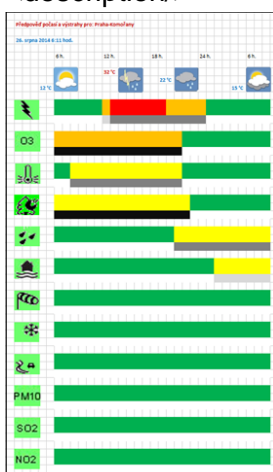 Předpověď počasí a výstrahy pro: Praha-Komořany
26. srpna 2014 6:11 hod.
6 h. 12 h. 18 h. 24 h. 6 h.
12 °C 32 °C 22 °C 15 °C
O3
PM10
SO2
NO2